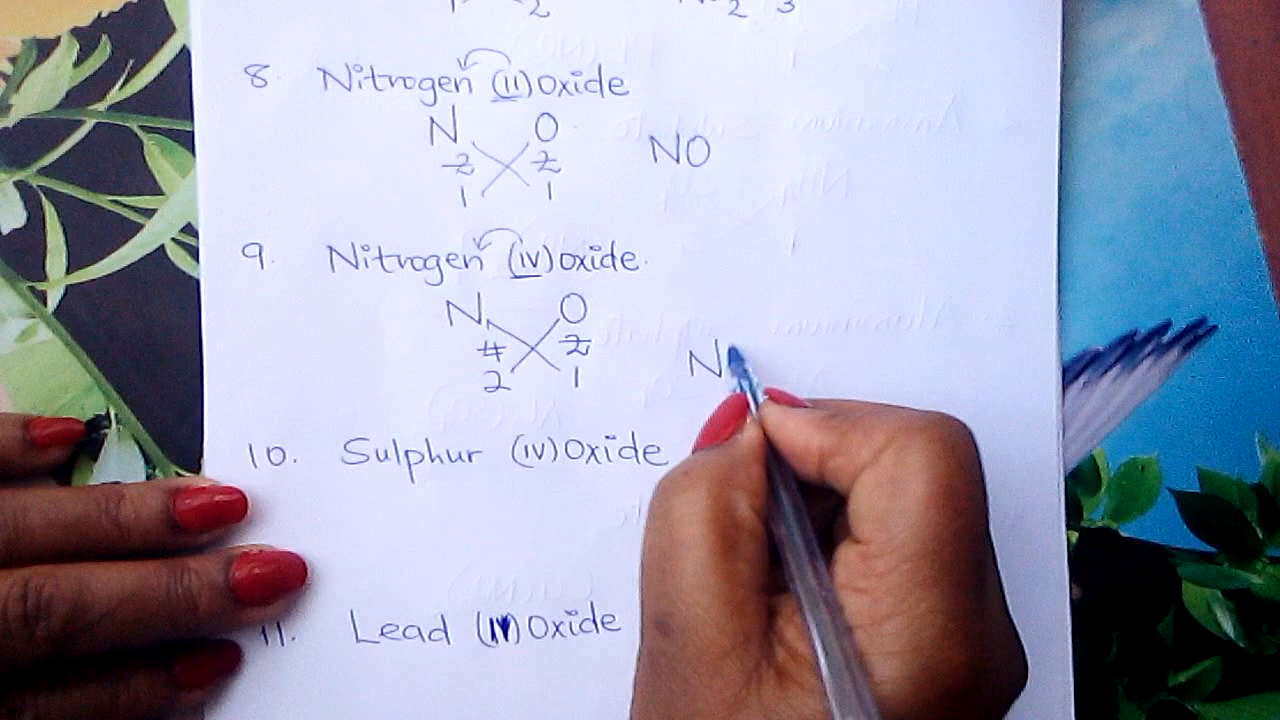 8 Nitrogen (II) Oxide
N O
2 2 NO
1 1
9. Nitrogen (IV) oxide.
N O
4 2 N
2 1
10. Sulphur (IV) Oxide
11. Lead (IV) Oxide